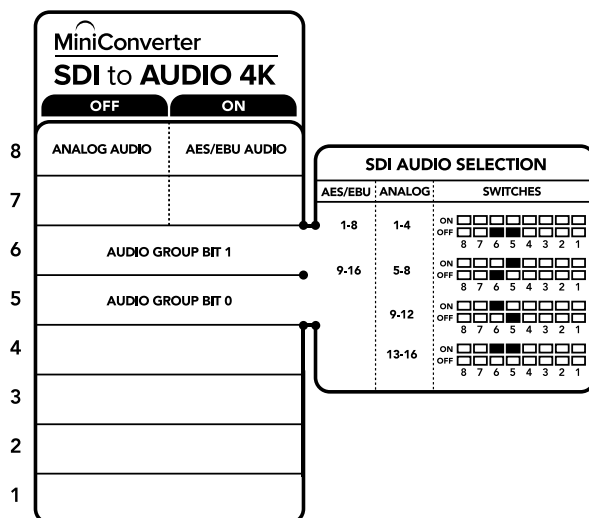 MiniConverter
SDI to AUDIO 4K
OFF ON
8 ANALOG AUDIO AES/EBU AUDIO
7
6 AUDIO GROUP BIT 1
5 AUDIO GROUP BIT 0
4
3
2
1
SDI AUDIO SELECTION
AES/EBU ANALOG SWITCHES
1-8 1-4 ON
OFF
8 7 6 5 4 3 2 1
9-16 5-8 ON
OFF
8 7 6 5 4 3 2 1
9-12 ON
OFF
8 7 6 5 4 3 2 1
13-16 ON
OFF
8 7 6 5 4 3 2 1